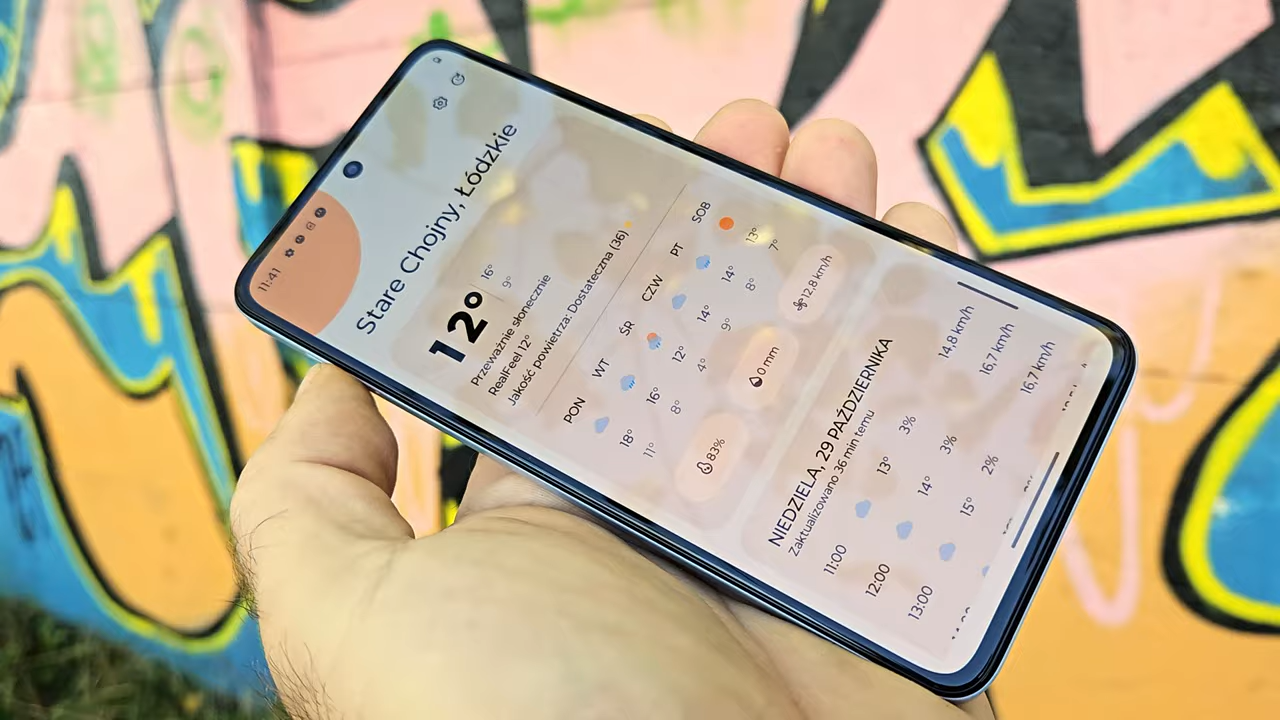 11:41
Stare Chojny, Łódzkie
12°
16°
9°
Przeważnie słonecznie
RealFeel 12°
Jakość powietrza: Dostateczna (36)
PON WT ŚR CZW PT SOB
18° 16° 12° 14° 14° 13°
11° 8° 4° 9° 8° 7°
83% 0 mm 12,8 km/h
NIEDZIELA, 29 PAŹDZIERNIKA
Zaktualizowano 36 min temu
11:00 13° 3% 14,8 km/h
12:00 14° 3% 16,7 km/h
13:00 15° 2% 16,7 km/h